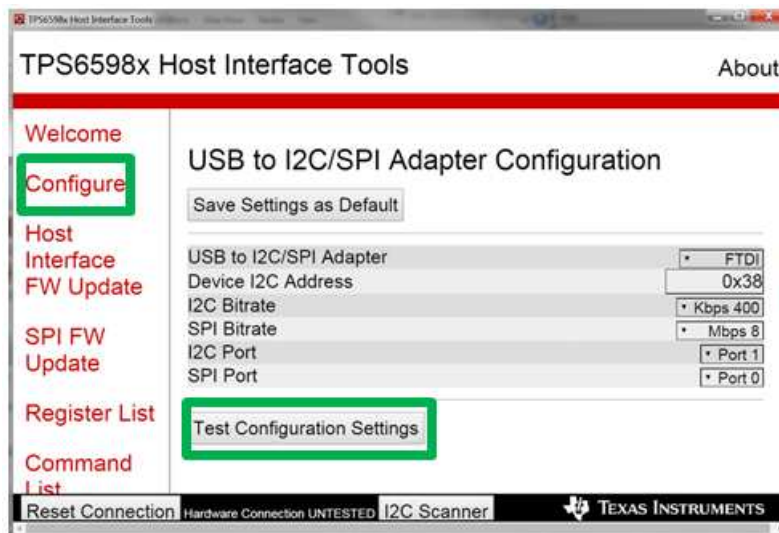 TPS6598x Host Interface Tools
TPS6598x Host Interface Tools
About
Welcome
Configure
Host
Interface
FW Update
SPI FW
Update
Register List
Command
List
USB to I2C/SPI Adapter Configuration
Save Settings as Default
USB to I2C/SPI Adapter FTDI
Device I2C Address 0x38
I2C Bitrate Kbps 400
SPI Bitrate Mbps 8
I2C Port Port 1
SPI Port Port 0
Test Configuration Settings
Reset Connection Hardware Connection UNTESTED I2C Scanner TEXAS INSTRUMENTS